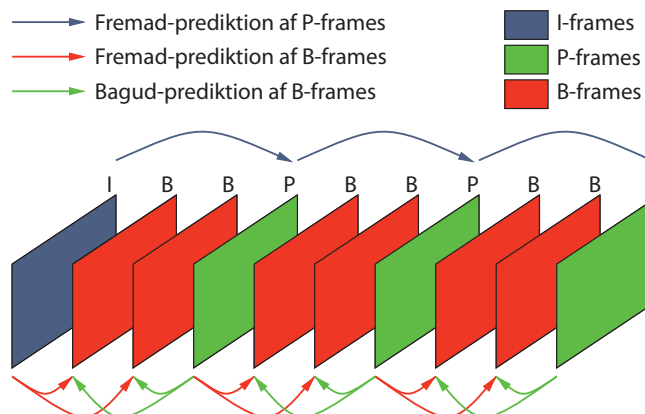 Fremad-prediktion af P-frames
Fremad-prediktion af B-frames
Bagud-prediktion af B-frames
I-frames
P-frames
B-frames
I B B P B B P B B